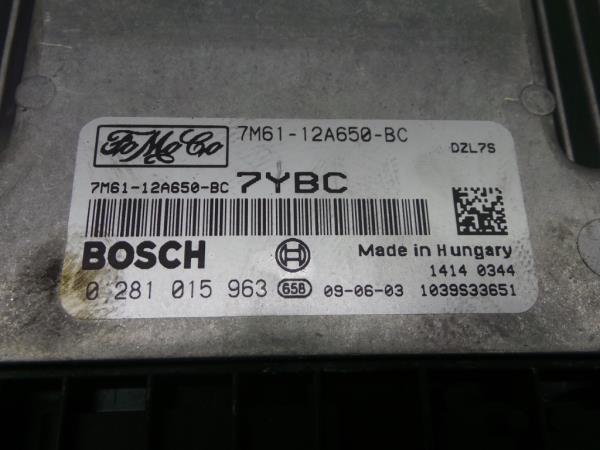 FoMoCo 7M61-12A650-BC
DZL7S
7M61-12A650-BC 7YBC
BOSCH Made in Hungary
1414 0344
0 281 015 963 65B 09-06-03 1039S33651